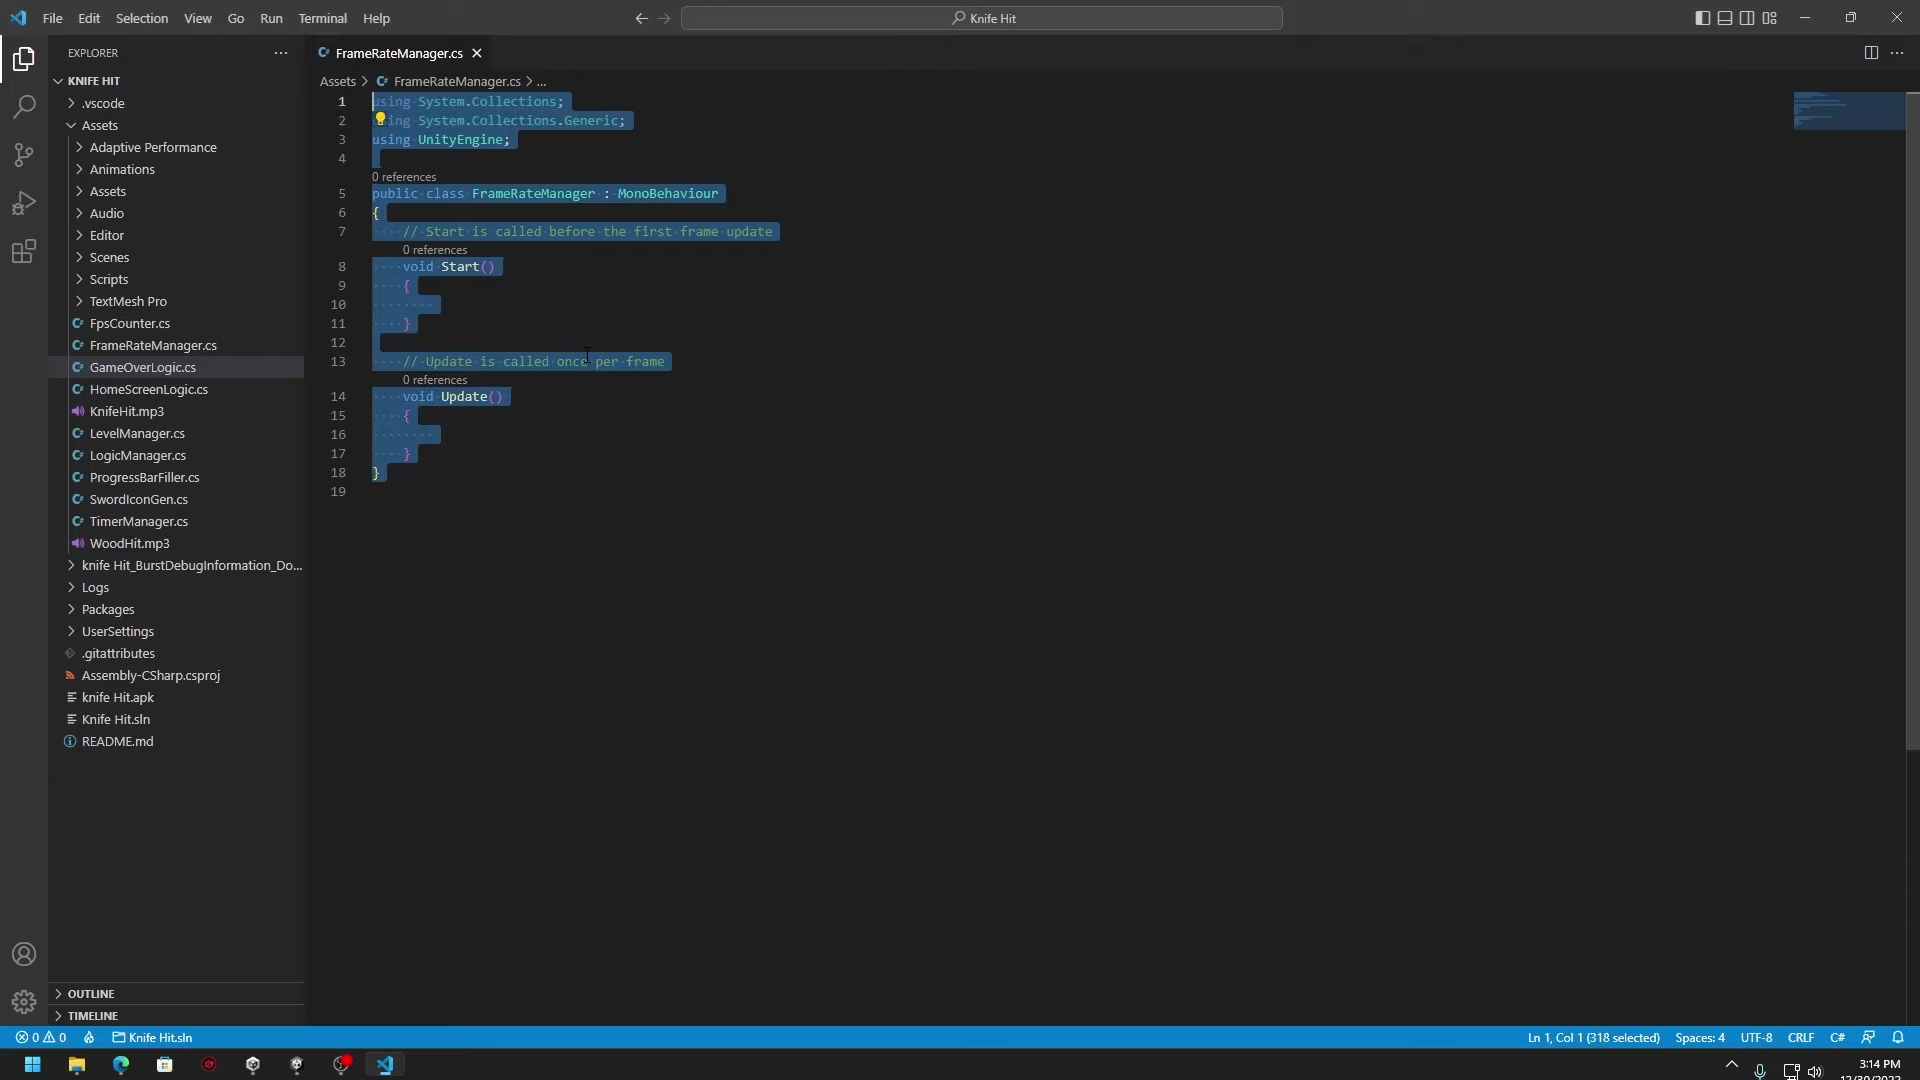 File Edit Selection View Go Run Terminal Help
Knife Hit
EXPLORER
KNIFE HIT
.vscode
Assets
Adaptive Performance
Animations
Assets
Audio
Editor
Scenes
Scripts
TextMesh Pro
FpsCounter.cs
FrameRateManager.cs
GameOverLogic.cs
HomeScreenLogic.cs
KnifeHit.mp3
LevelManager.cs
LogicManager.cs
ProgressBarFiller.cs
SwordIconGen.cs
TimerManager.cs
WoodHit.mp3
knife Hit_BurstDebugInformation_Do...
Logs
Packages
UserSettings
.gitattributes
Assembly-CSharp.csproj
knife Hit.apk
Knife Hit.sln
README.md
OUTLINE
TIMELINE
FrameRateManager.cs
Assets > FrameRateManager.cs > ...
1 using System.Collections;
2 using System.Collections.Generic;
3 using UnityEngine;
4
0 references
5 public class FrameRateManager : MonoBehaviour
6 {
7 // Start is called before the first frame update
0 references
8 void Start()
9 {
10
11 }
12
13 // Update is called once per frame
0 references
14 void Update()
15 {
16
17 }
18 }
19
0 0 Knife Hit.sln
Ln 1, Col 1 (318 selected) Spaces: 4 UTF-8 CRLF C#
3:14 PM